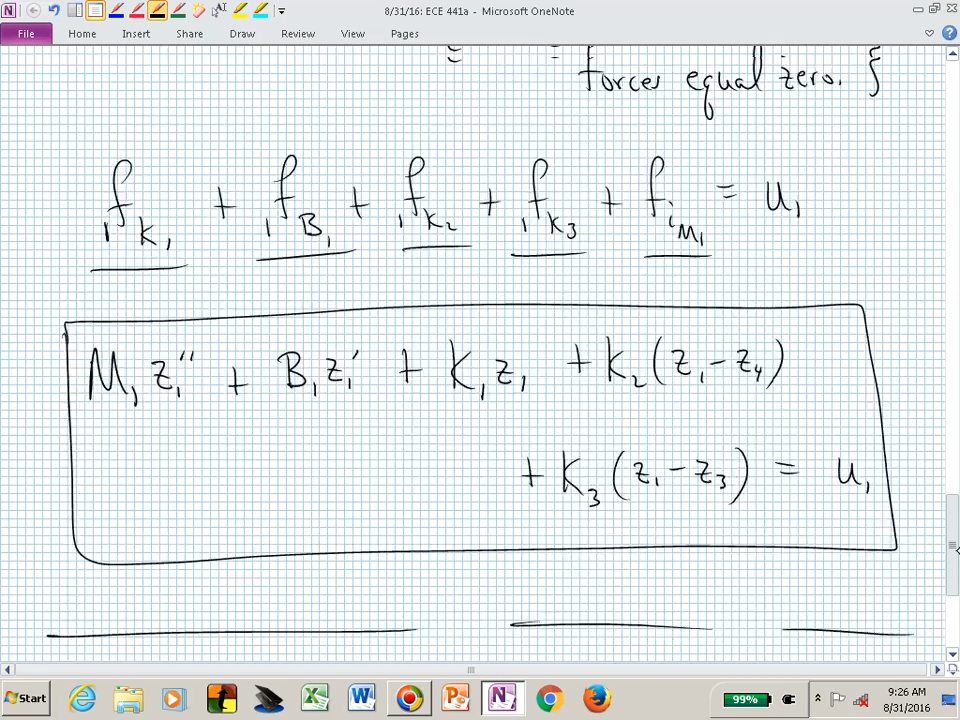 8/31/16: ECE 441a - Microsoft OneNote
File Home Insert Share Draw Review View Pages
forces equal zero. }
₁f_K₁ + ₁f_B₁ + ₁f_K₂ + ₁f_K₃ + f_i_M₁ = u₁
M₁z₁'' + B₁z₁' + K₁z₁ + K₂(z₁-z₄)
+ K₃(z₁-z₃) = u₁
Start
99%
9:26 AM
8/31/2016